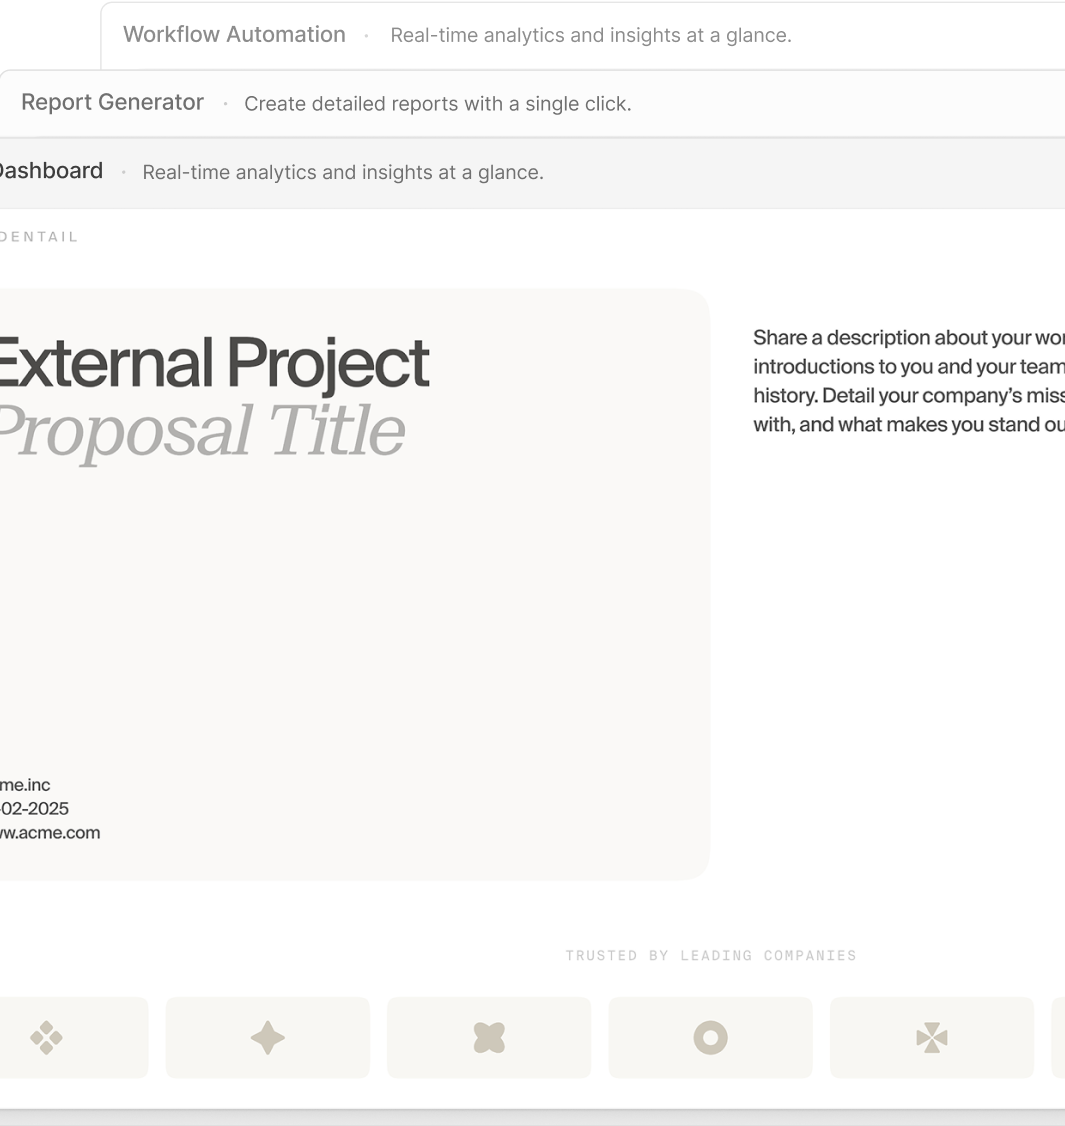 Workflow Automation · Real-time analytics and insights at a glance.
Report Generator · Create detailed reports with a single click.
Dashboard · Real-time analytics and insights at a glance.
DENTAIL
External Project
Proposal Title
Share a description about your
introductions to you and your team
history. Detail your company’s
with, and what makes you stand
me.inc
-02-2025
w.acme.com
TRUSTED BY LEADING COMPANIES